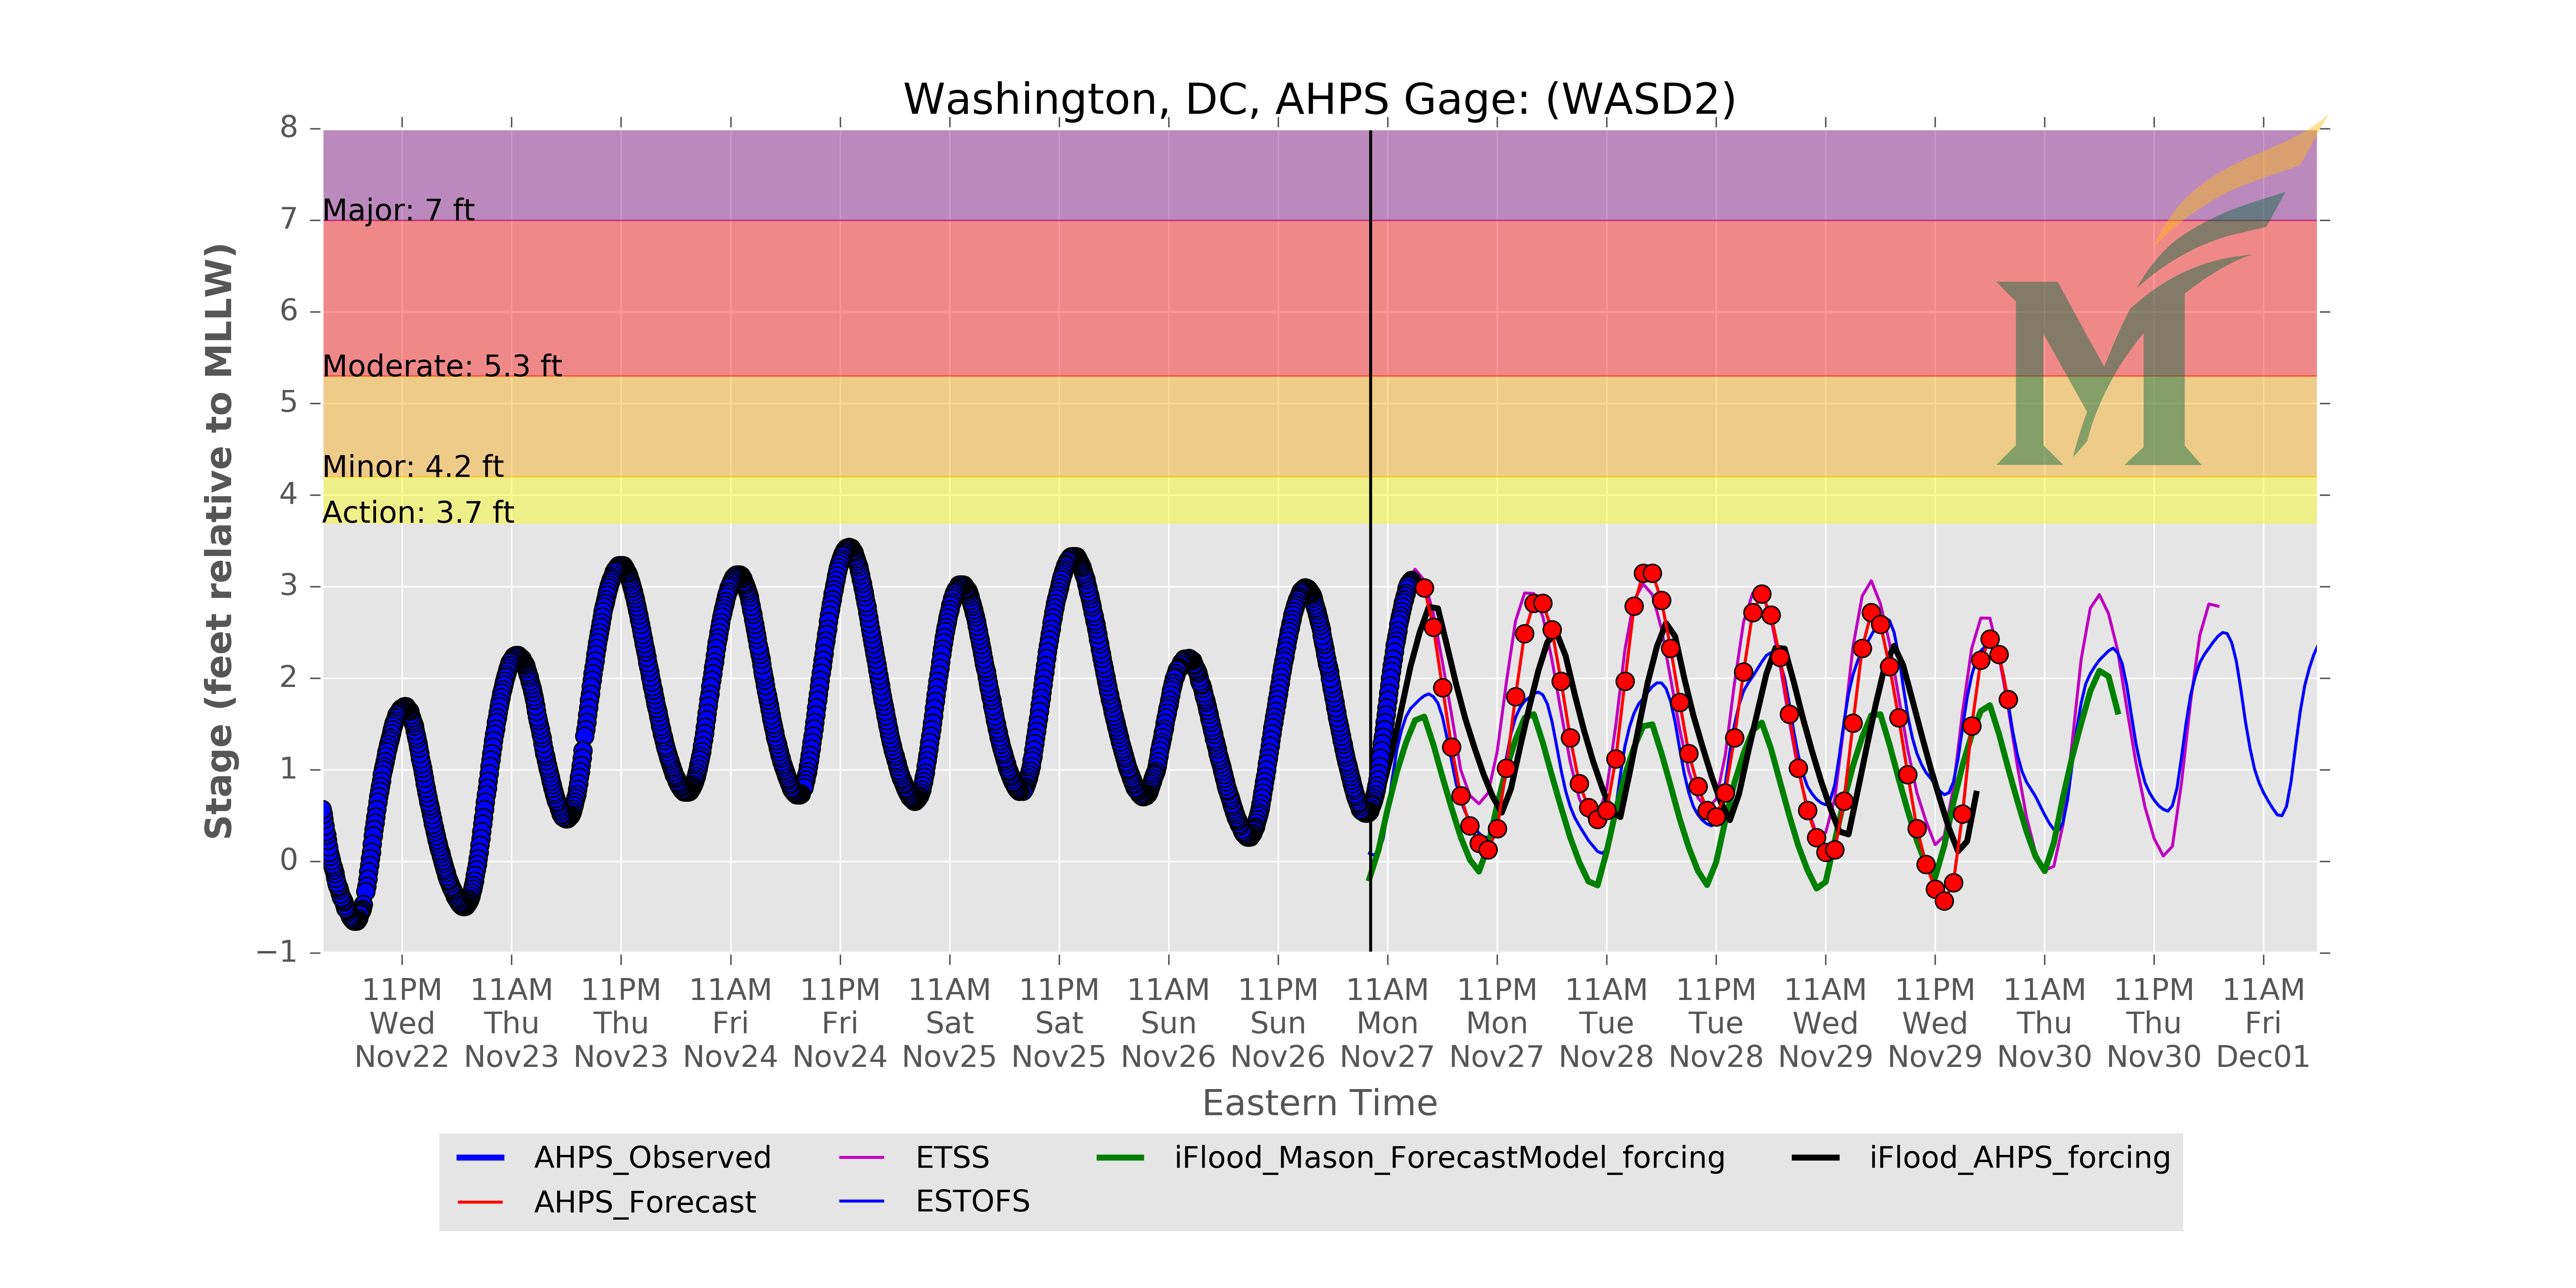 Washington, DC, AHPS Gage: (WASD2)
Stage (feet relative to MLLW)
8
7
6
5
4
3
2
1
0
−1
Major: 7 ft
Moderate: 5.3 ft
Minor: 4.2 ft
Action: 3.7 ft
M
11PM 11AM 11PM 11AM 11PM 11AM 11PM 11AM 11PM 11AM 11PM 11AM 11PM 11AM 11PM 11AM 11PM 11AM
Wed Thu Thu Fri Fri Sat Sat Sun Sun Mon Mon Tue Tue Wed Wed Thu Thu Fri
Nov22 Nov23 Nov23 Nov24 Nov24 Nov25 Nov25 Nov26 Nov26 Nov27 Nov27 Nov28 Nov28 Nov29 Nov29 Nov30 Nov30 Dec01
Eastern Time
AHPS_Observed ETSS iFlood_Mason_ForecastModel_forcing iFlood_AHPS_forcing
AHPS_Forecast ESTOFS